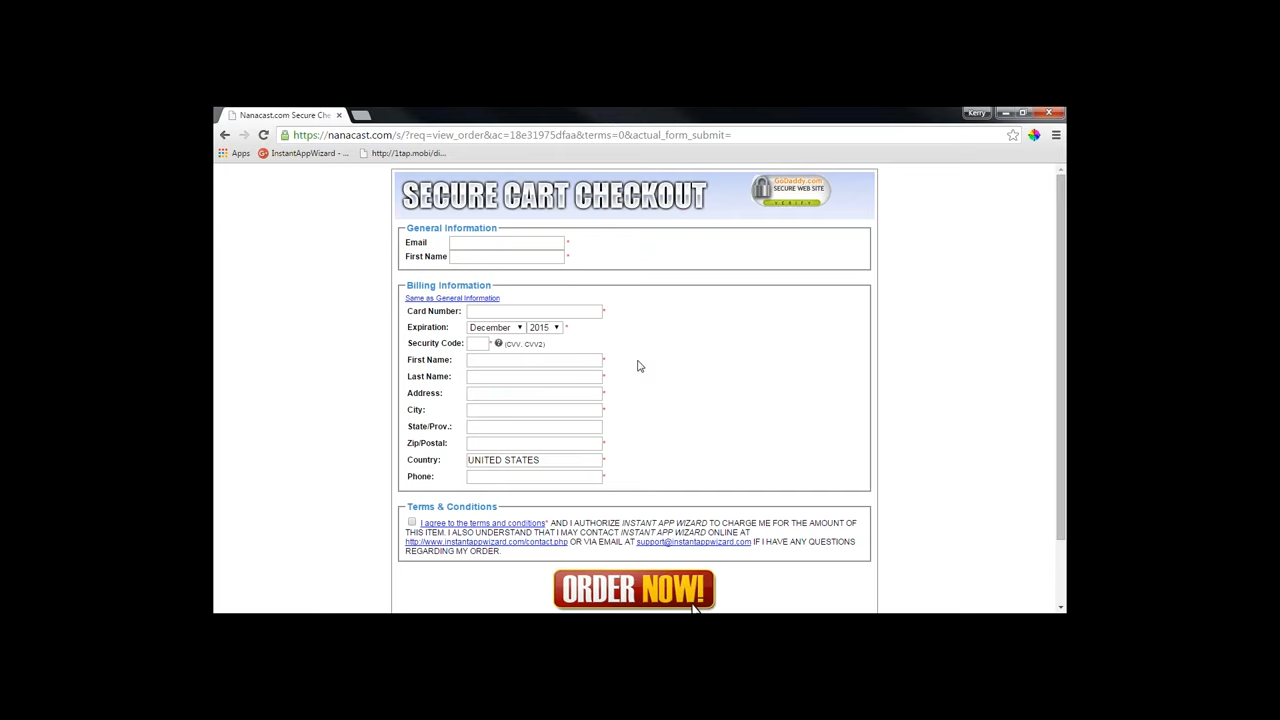 Nanacast.com Secure Che
Kerry
https://nanacast.com/s/?req=view_order&ac=18e31975dfaa&terms=0&actual_form_submit=
Apps InstantAppWizard - ... http://1tap.mobi/di...
SECURE CART CHECKOUT
GoDaddy.com
SECURE WEB SITE
VERIFY
General Information
Email *
First Name *
Billing Information
Same as General Information
Card Number: *
Expiration: December 2015 *
Security Code: * (CVV, CVV2)
First Name: *
Last Name: *
Address: *
City: *
State/Prov.:
Zip/Postal: *
Country: UNITED STATES *
Phone: *
Terms & Conditions
I agree to the terms and conditions* AND I AUTHORIZE INSTANT APP WIZARD TO CHARGE ME FOR THE AMOUNT OF
THIS ITEM. I ALSO UNDERSTAND THAT I MAY CONTACT INSTANT APP WIZARD ONLINE AT
http://www.instantappwizard.com/contact.php OR VIA EMAIL AT support@instantappwizard.com IF I HAVE ANY QUESTIONS
REGARDING MY ORDER.
ORDER NOW!